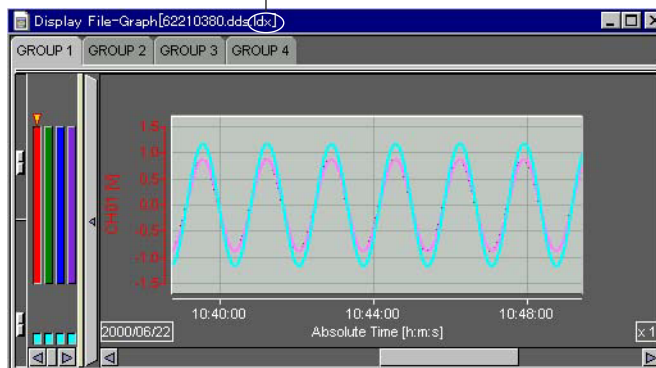 Display File-Graph[62210380.dds.ldx]
GROUP 1 GROUP 2 GROUP 3 GROUP 4
1.5
1.0
0.5
0.0
-0.5
-1.0
-1.5
CH01 [V]
10:40:00 10:44:00 10:48:00
2000/06/22 Absolute Time [h:m:s] x 1